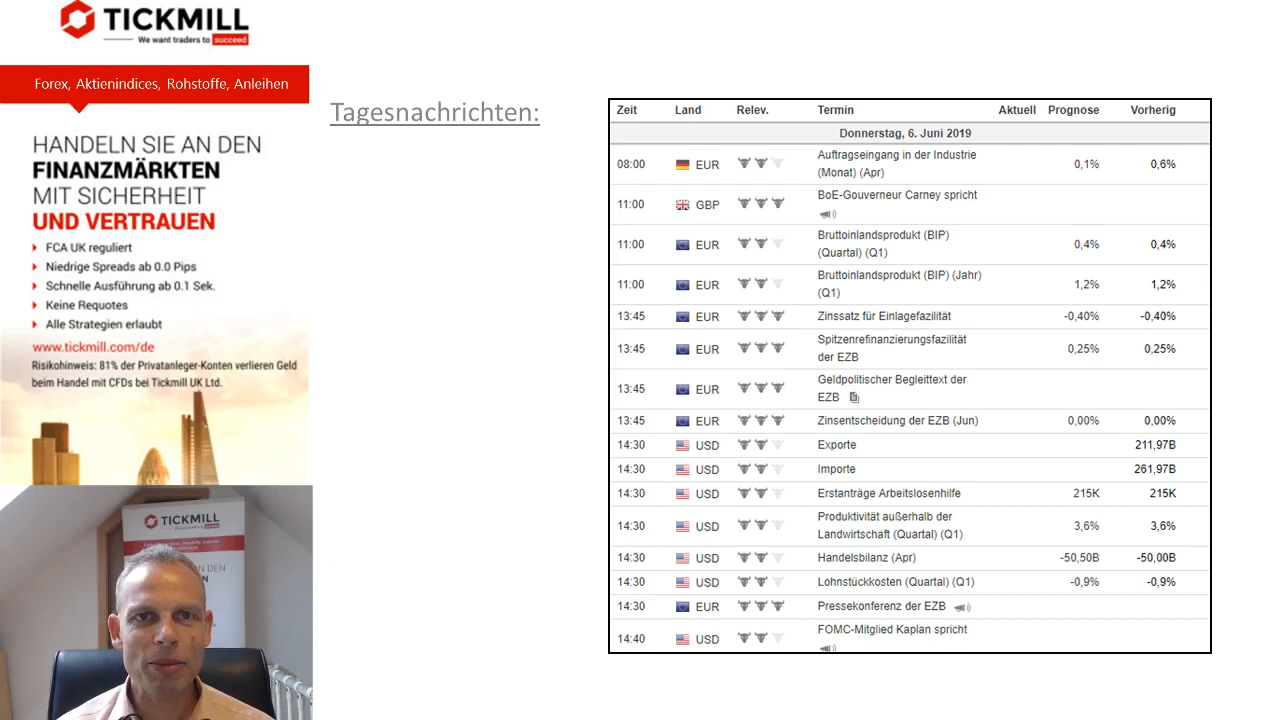 TICKMILL
We want traders to succeed
Forex, Aktienindices, Rohstoffe, Anleihen
HANDELN SIE AN DEN
FINANZMÄRKTEN
MIT SICHERHEIT
UND VERTRAUEN
FCA UK reguliert
Niedrige Spreads ab 0.0 Pips
Schnelle Ausführung ab 0.1 Sek.
Keine Requotes
Alle Strategien erlaubt
www.tickmill.com/de
Risikohinweis: 81% der Privatanleger-Konten verlieren Geld
beim Handel mit CFDs bei Tickmill UK Ltd.
TICKMILL
Tagesnachrichten:
Zeit Land Relev. Termin Aktuell Prognose Vorherig
Donnerstag, 6. Juni 2019
08:00 EUR Auftragseingang in der Industrie
(Monat) (Apr) 0,1% 0,6%
11:00 GBP BoE-Gouverneur Carney spricht
11:00 EUR Bruttoinlandsprodukt (BIP)
(Quartal) (Q1) 0,4% 0,4%
11:00 EUR Bruttoinlandsprodukt (BIP) (Jahr)
(Q1) 1,2% 1,2%
13:45 EUR Zinssatz für Einlagefazilität -0,40% -0,40%
13:45 EUR Spitzenrefinanzierungsfazilität
der EZB 0,25% 0,25%
13:45 EUR Geldpolitischer Begleittext der
EZB
13:45 EUR Zinsentscheidung der EZB (Jun) 0,00% 0,00%
14:30 USD Exporte 211,97B
14:30 USD Importe 261,97B
14:30 USD Erstanträge Arbeitslosenhilfe 215K 215K
14:30 USD Produktivität außerhalb der
Landwirtschaft (Quartal) (Q1) 3,6% 3,6%
14:30 USD Handelsbilanz (Apr) -50,50B -50,00B
14:30 USD Lohnstückkosten (Quartal) (Q1) -0,9% -0,9%
14:30 EUR Pressekonferenz der EZB
14:40 USD FOMC-Mitglied Kaplan spricht